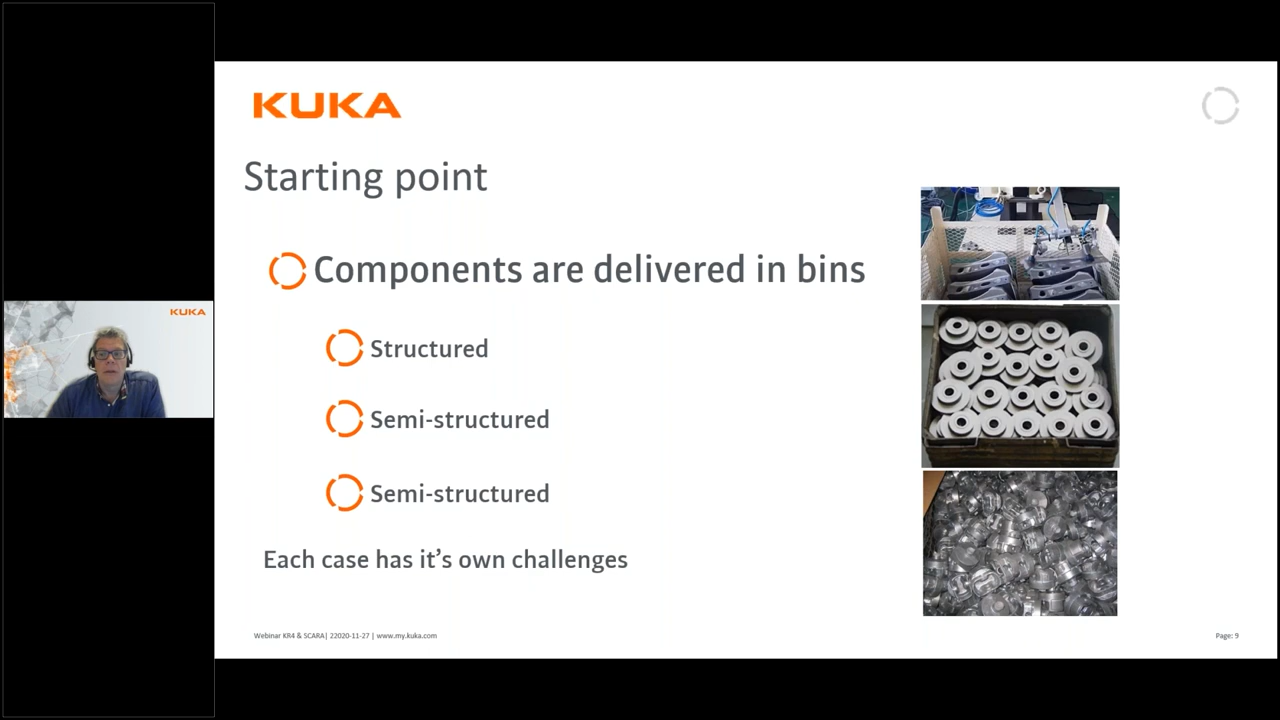 KUKA
KUKA
Starting point
Components are delivered in bins
Structured
Semi-structured
Semi-structured
Each case has it’s own challenges
Webinar KR4 & SCARA| 22020-11-27 | www.my.kuka.com
Page: 9